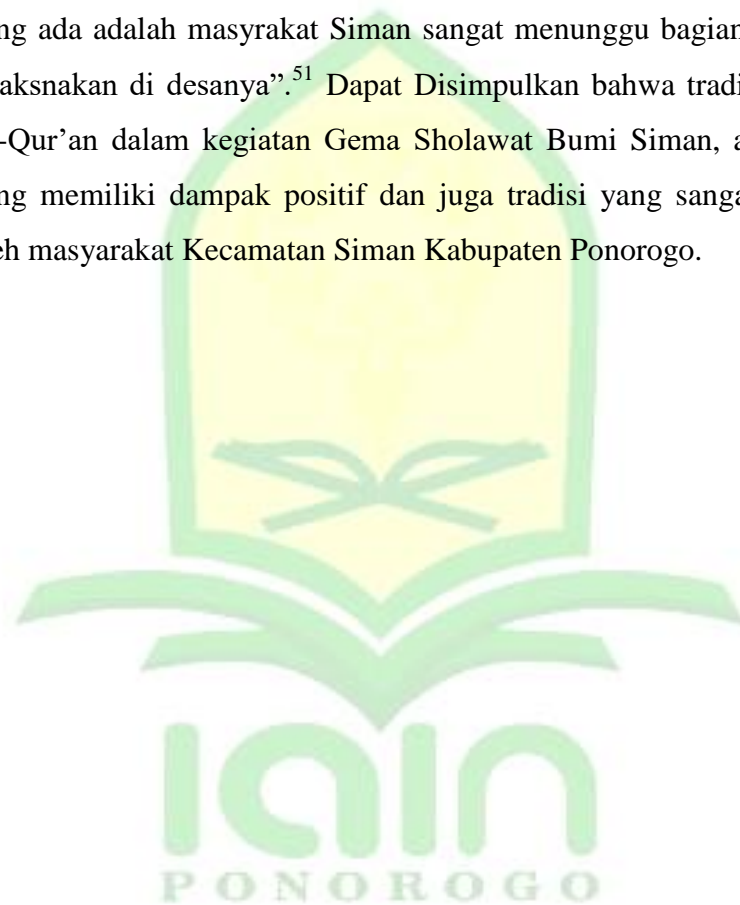 ng ada adalah masyrakat Siman sangat menunggu bagian
aksnakan di desanya”.51 Dapat Disimpulkan bahwa tradi
-Qur’an dalam kegiatan Gema Sholawat Bumi Siman, a
ng memiliki dampak positif dan juga tradisi yang sanga
eh masyarakat Kecamatan Siman Kabupaten Ponorogo.
iain
PONOROGO